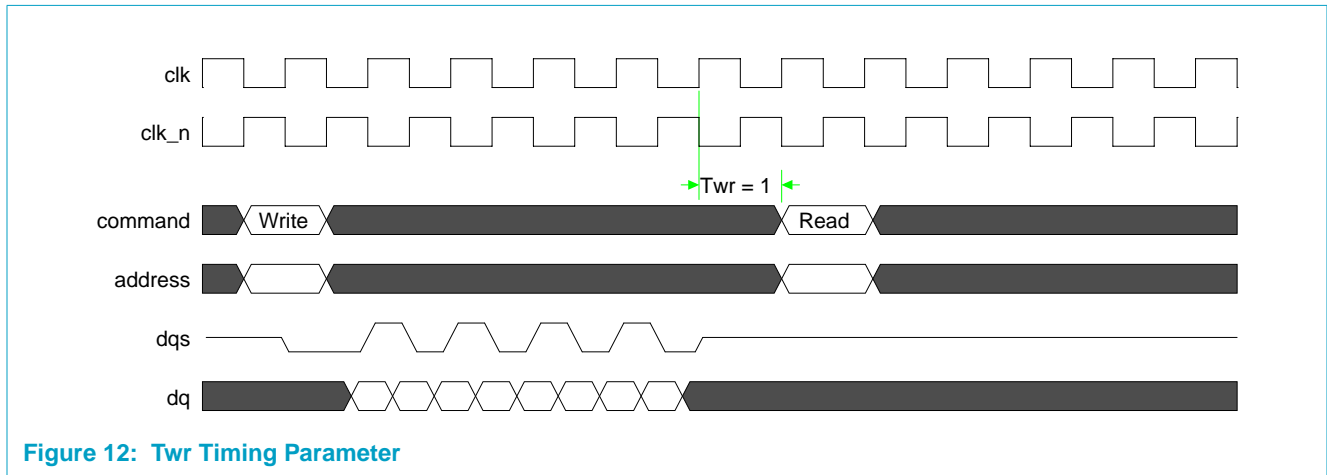 clk
clk_n
Twr = 1
command Write Read
address
dqs
dq
Figure 12: Twr Timing Parameter